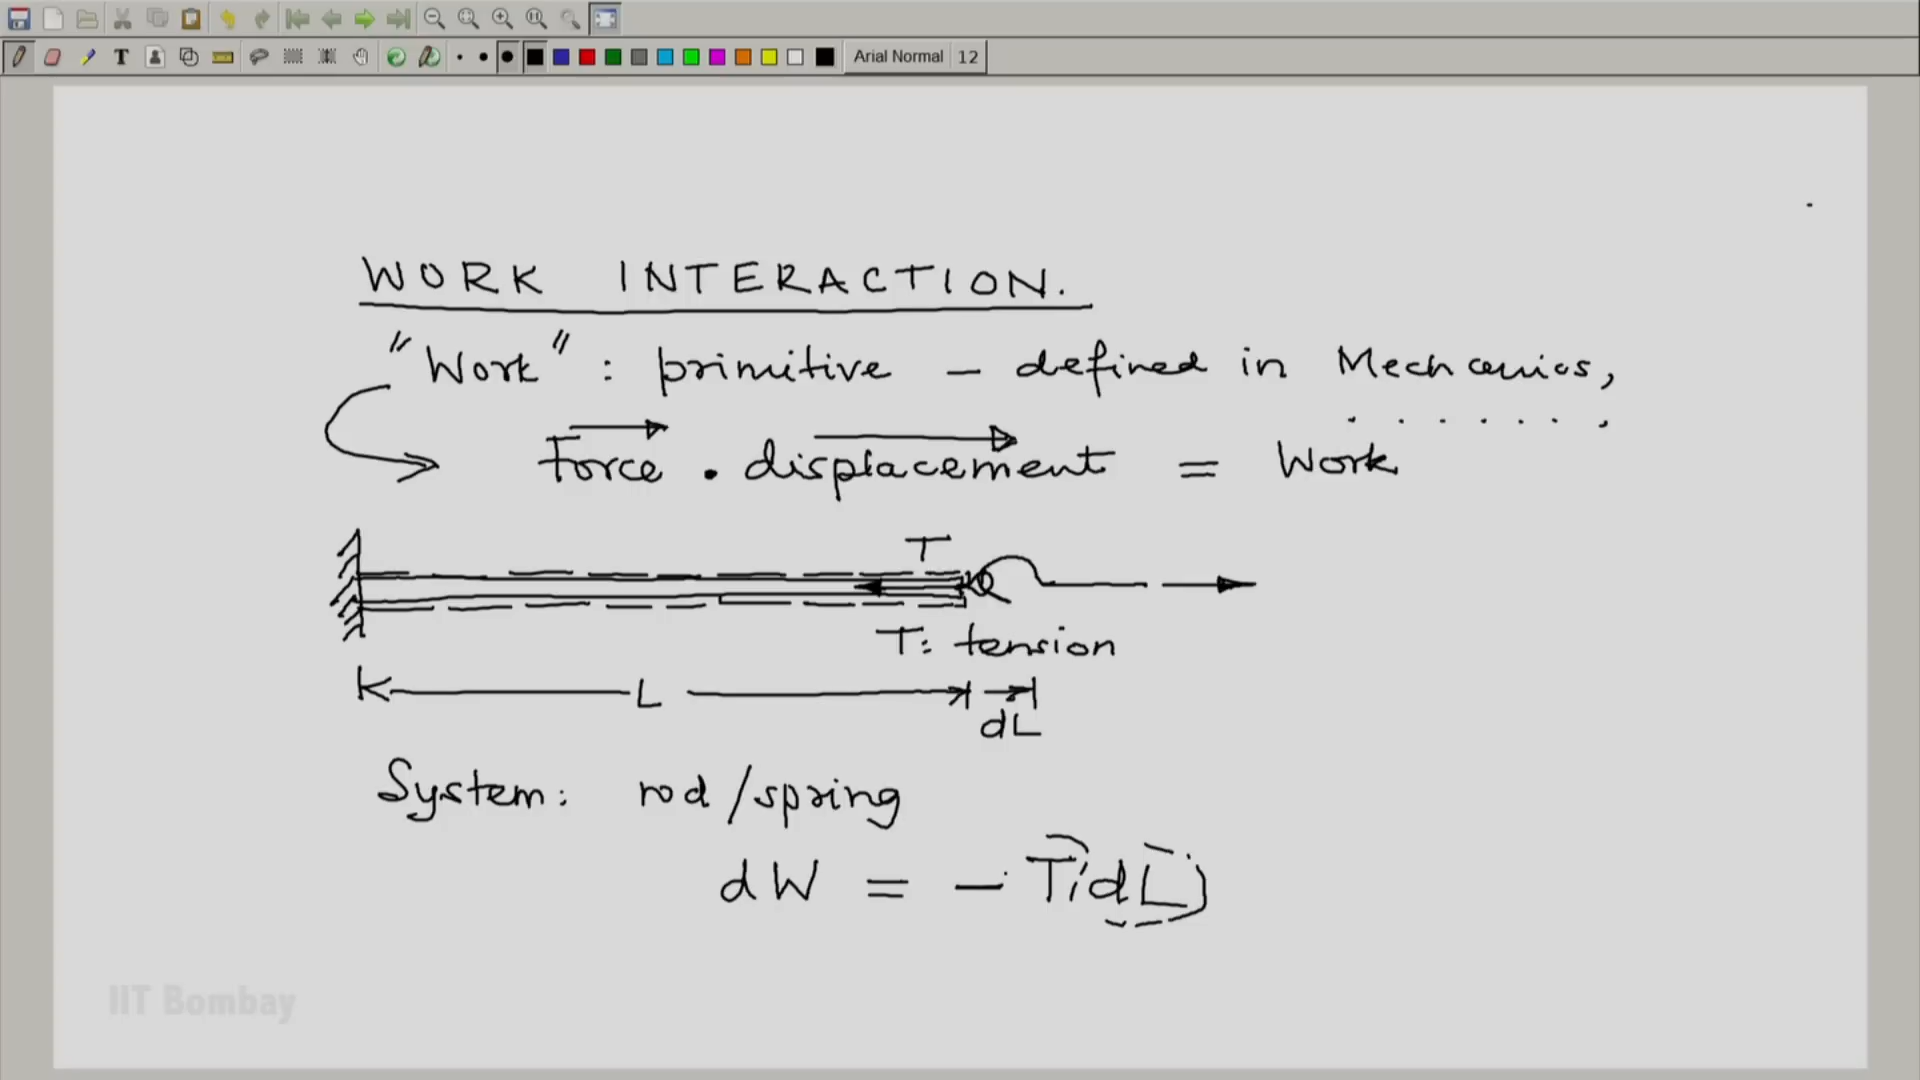 Arial Normal 12
WORK INTERACTION.
"Work" : primitive – defined in Mechanics,
Force . displacement = Work
T
T: tension
L
dL
System: rod/spring
dW = - T dL
IIT Bombay